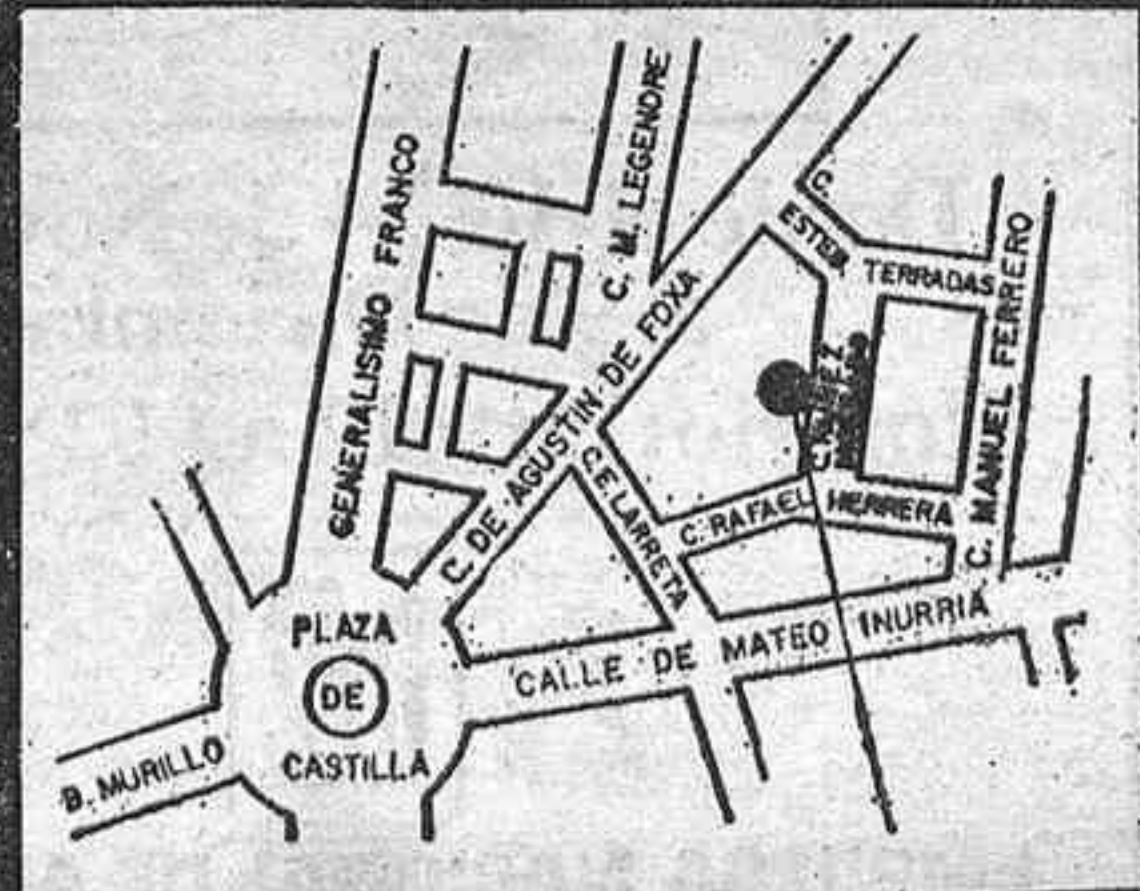 GENERALISIMO FRANCO
C. M. LEGENDRE
C. DE AGUSTIN DE FOXA
C. ESTEB.
TERRADAS
C. MANUEL FERRERO
C. E. LARRETA
C. RAFAEL HERRERA
CALLE DE MATEO INURRIA
PLAZA
DE
CASTILLA
B. MURILLO